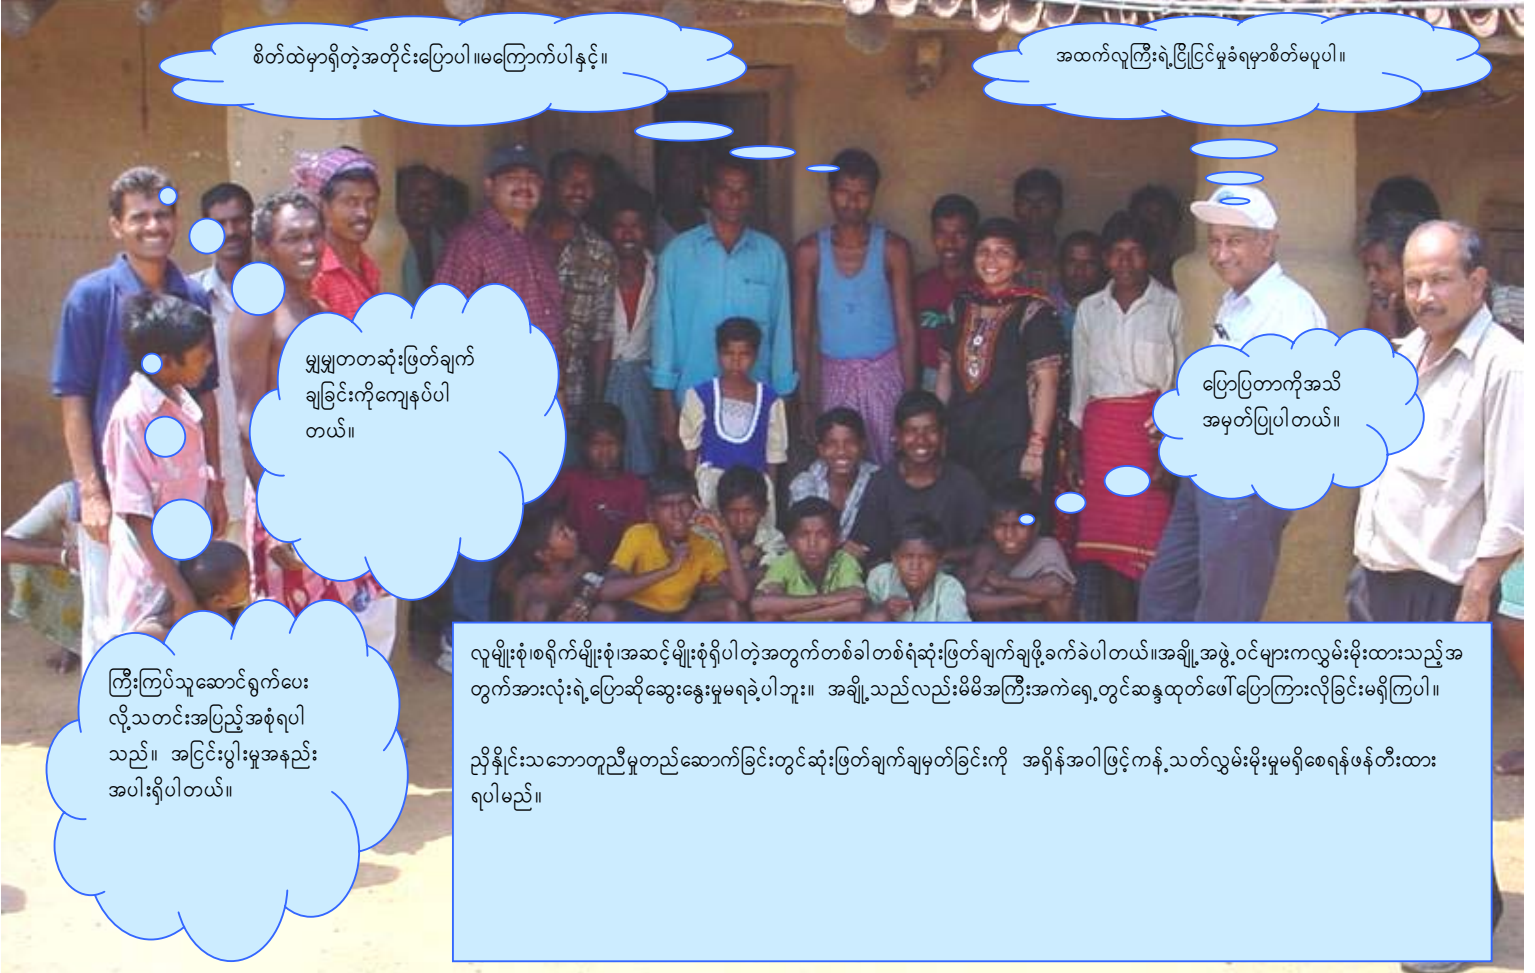 စိတ်ထဲမှာရှိတဲ့အတိုင်းပြောပါ။မကြောက်ပါနှင့်။
အထက်လူကြီးရဲ့ငြိုငြင်မှုခံရမှာစိတ်မပူပါ။
မျှမျှတတဆုံးဖြတ်ချက်
ချခြင်းကိုကျေနပ်ပါ
တယ်။
ပြောပြတာကိုအသိ
အမှတ်ပြုပါတယ်။
ကြီးကြပ်သူဆောင်ရွက်ပေး
လို့သတင်းအပြည့်အစုံရပါ
သည်။ အငြင်းပွါးမှုအနည်း
အပါးရှိပါတယ်။
လူမျိုးစုံ၊စရိုက်မျိုးစုံ၊အဆင့်မျိုးစုံရှိပါတဲ့အတွက်တစ်ခါတစ်ရံဆုံးဖြတ်ချက်ချဖို့ခက်ခဲပါတယ်။အချို့အဖွဲ့ဝင်များကလွှမ်းမိုးထားသည့်အ
တွက်အားလုံးရဲ့ပြောဆိုဆွေးနွေးမှုမရခဲ့ပါဘူး။ အချို့သည်လည်းမိမိအကြီးအကဲရှေ့တွင်ဆန္ဒထုတ်ဖေါ်ပြောကြားလိုခြင်းမရှိကြပါ။
ညှိနှိုင်းသဘောတူညီမှုတည်ဆောက်ခြင်းတွင်ဆုံးဖြတ်ချက်ချမှတ်ခြင်းကို အရှိန်အဝါဖြင့်ကန့်သတ်လွှမ်းမိုးမှုမရှိစေရန်ဖန်တီးထား
ရပါမည်။